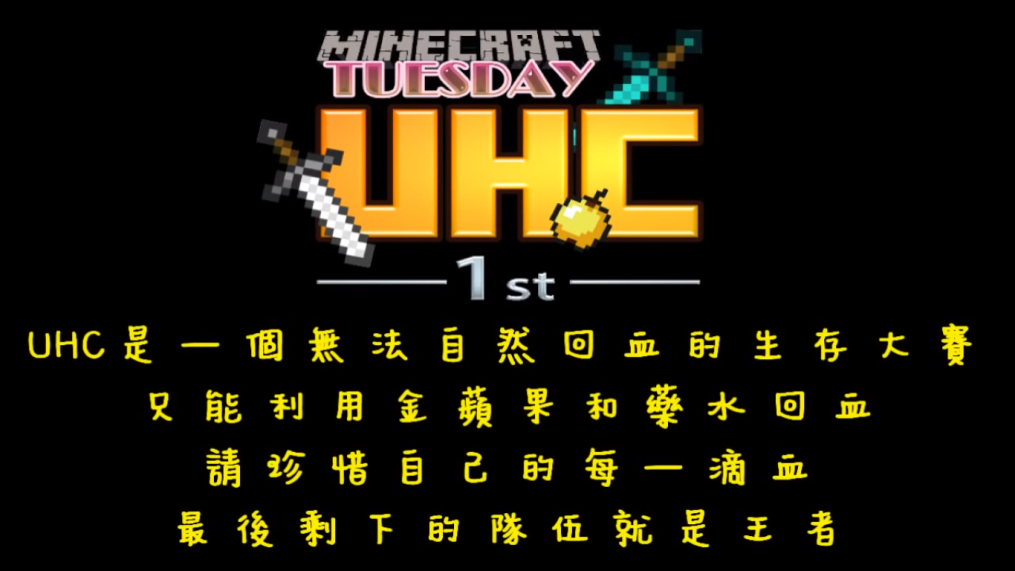 MINECRAFT
TUESDAY
UHC
1st
UHC是一個無法自然回血的生存大賽
只能利用金蘋果和藥水回血
請珍惜自己的每一滴血
最後剩下的隊伍就是王者